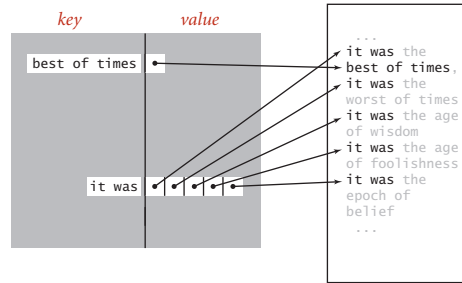 key value
best of times
it was
...
it was the
best of times,
it was the
worst of times
it was the age
of wisdom
it was the age
of foolishness
it was the
epoch of
belief
...